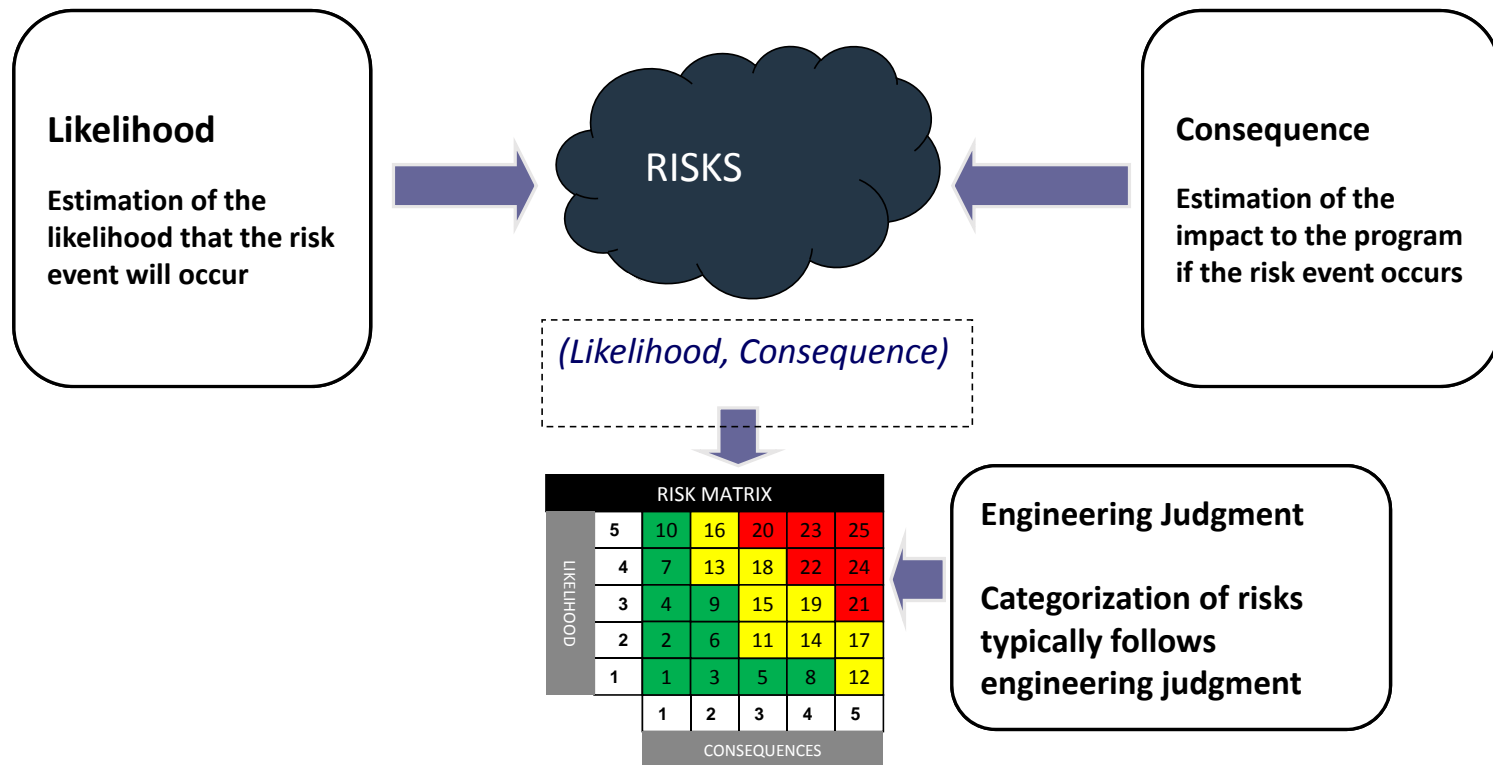 Likelihood
Estimation of the
likelihood that the risk
event will occur
RISKS
Consequence
Estimation of the
impact to the program
if the risk event occurs
(Likelihood, Consequence)
RISK MATRIX
LIKELIHOOD
5 10 16 20 23 25
4 7 13 18 22 24
3 4 9 15 19 21
2 2 6 11 14 17
1 1 3 5 8 12
1 2 3 4 5
CONSEQUENCES
Engineering Judgment
Categorization of risks
typically follows
engineering judgment